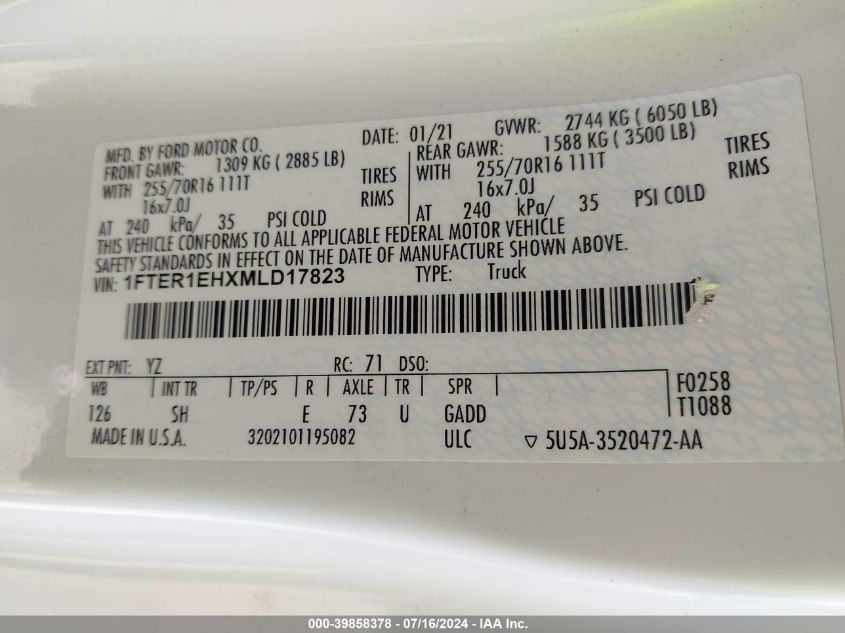 MFD. BY FORD MOTOR CO.
DATE: 01/21 GVWR: 2744 KG ( 6050 LB)
FRONT GAWR: 1309 KG ( 2885 LB)
REAR GAWR: 1588 KG ( 3500 LB)
WITH 255/70R16 111T TIRES
WITH 255/70R16 111T TIRES
16x7.0J RIMS
16x7.0J RIMS
AT 240 kPa/ 35 PSI COLD
AT 240 kPa/ 35 PSI COLD
THIS VEHICLE CONFORMS TO ALL APPLICABLE FEDERAL MOTOR VEHICLE
SAFETY STANDARDS IN EFFECT ON THE DATE OF MANUFACTURE SHOWN ABOVE.
VIN: 1FTER1EHXMLD17823 TYPE: Truck
EXT PNT: YZ RC: 71 DSO:
WB INT TR TP/PS R AXLE TR SPR F0258
126 SH E 73 U GADD T1088
MADE IN U.S.A. 3202101195082 ULC ▽ 5U5A-3520472-AA
000-39858378 - 07/16/2024 - IAA Inc.